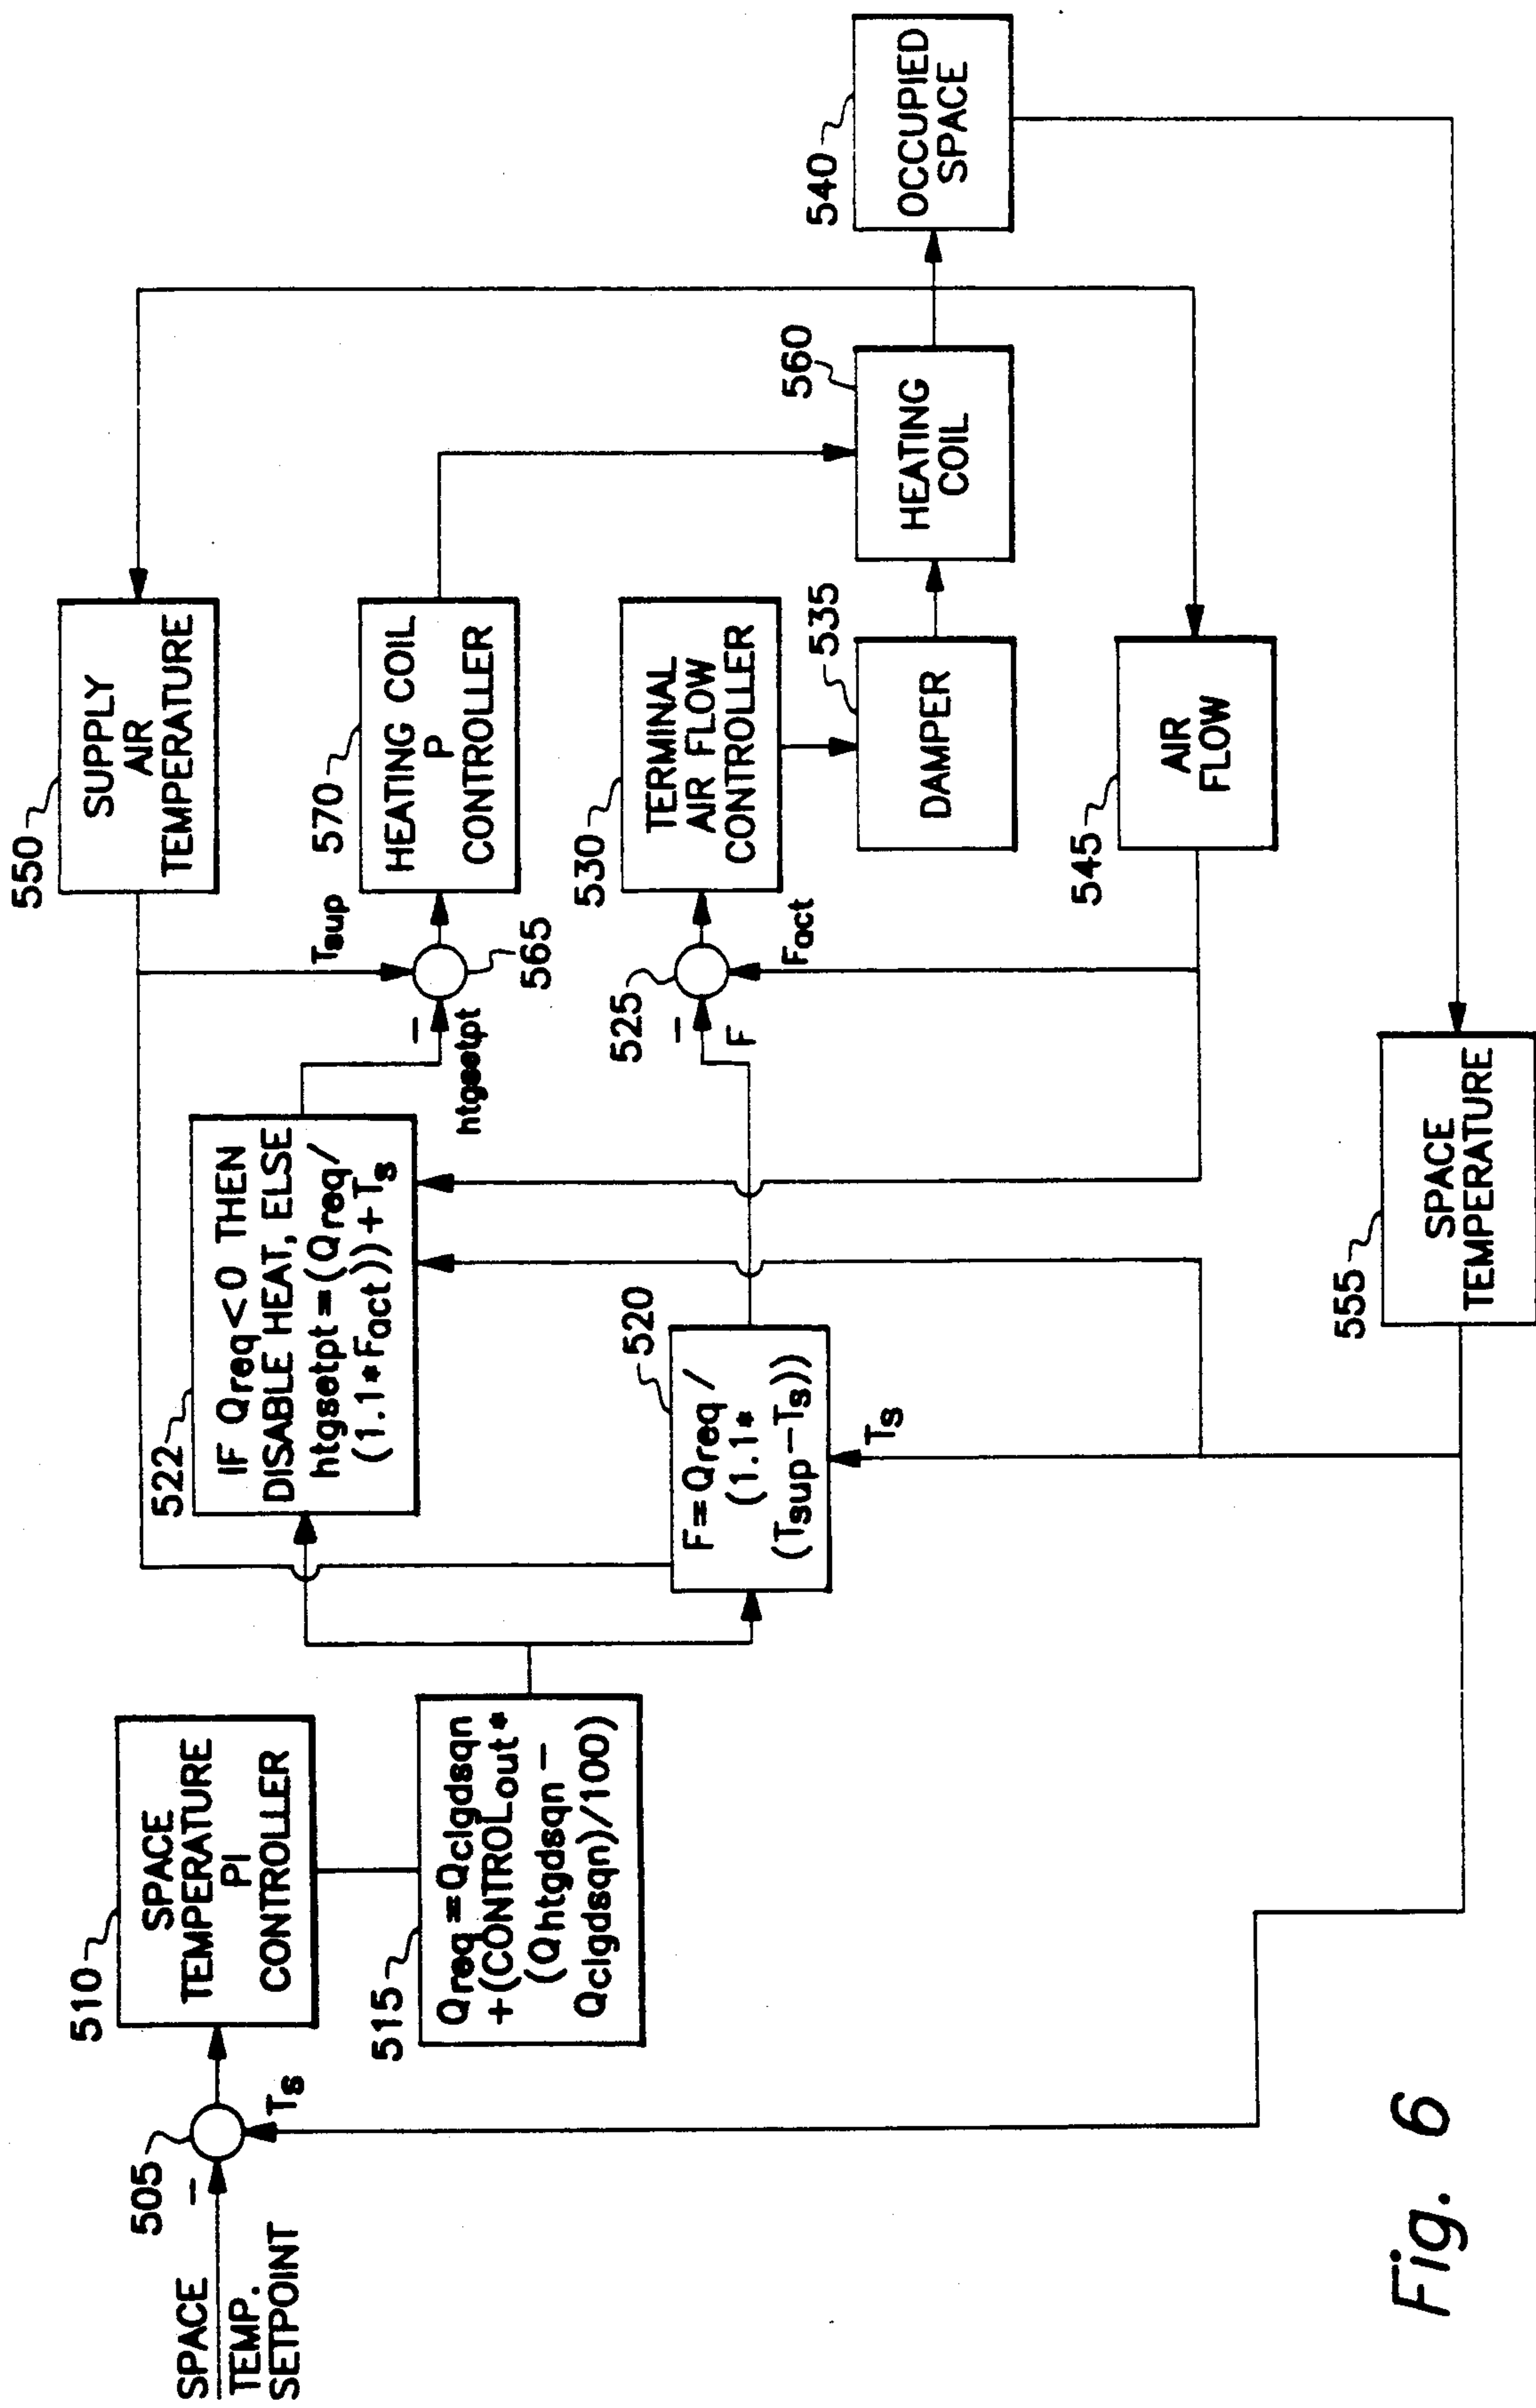 SPACE
TEMP.
SETPOINT
−
505
Ts
510
SPACE
TEMPERATURE
PI
CONTROLLER
515
Qreq=Qclgdsqn
+(CONTROLout*
(Qhtgdsqn−
Qclgdsqn)/100)
522
IF Qreq<0 THEN
DISABLE HEAT, ELSE
htgsetpt=(Qreq/
(1.1*Fact))+Ts
520
F=Qreq/
(1.1*
(Tsup−Ts))
Ts
−
htgsetpt
Tsup
565
525
−
F
Fact
550
SUPPLY
AIR
TEMPERATURE
570
HEATING COIL
P
CONTROLLER
530
TERMINAL
AIR FLOW
CONTROLLER
535
DAMPER
545
AIR
FLOW
560
HEATING
COIL
540
OCCUPIED
SPACE
555
SPACE
TEMPERATURE
Fig. 6